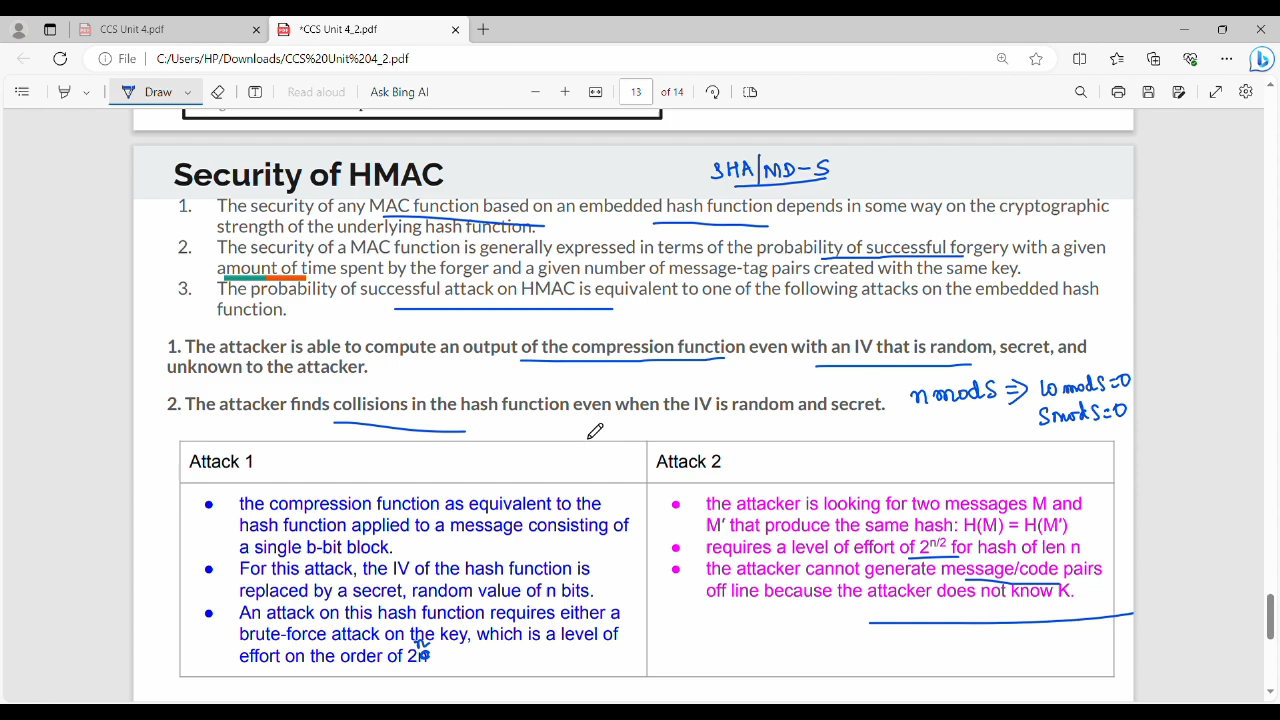 CCS Unit 4.pdf
*CCS Unit 4_2.pdf
File
C:/Users/HP/Downloads/CCS%20Unit%204_2.pdf
Draw
Read aloud
Ask Bing AI
13 of 14
Security of HMAC
SHA|MD-5
1. The security of any MAC function based on an embedded hash function depends in some way on the cryptographic
strength of the underlying hash function.
2. The security of a MAC function is generally expressed in terms of the probability of successful forgery with a given
amount of time spent by the forger and a given number of message-tag pairs created with the same key.
3. The probability of successful attack on HMAC is equivalent to one of the following attacks on the embedded hash
function.
1. The attacker is able to compute an output of the compression function even with an IV that is random, secret, and
unknown to the attacker.
n mod 5 ⇒ 10 mod 5=0
5 mod 5=0
2. The attacker finds collisions in the hash function even when the IV is random and secret.
Attack 1
• the compression function as equivalent to the
hash function applied to a message consisting of
a single b-bit block.
• For this attack, the IV of the hash function is
replaced by a secret, random value of n bits.
• An attack on this hash function requires either a
brute-force attack on the key, which is a level of
effort on the order of 2n
Attack 2
• the attacker is looking for two messages M and
M′ that produce the same hash: H(M) = H(M′)
• requires a level of effort of 2^n/2 for hash of len n
• the attacker cannot generate message/code pairs
off line because the attacker does not know K.